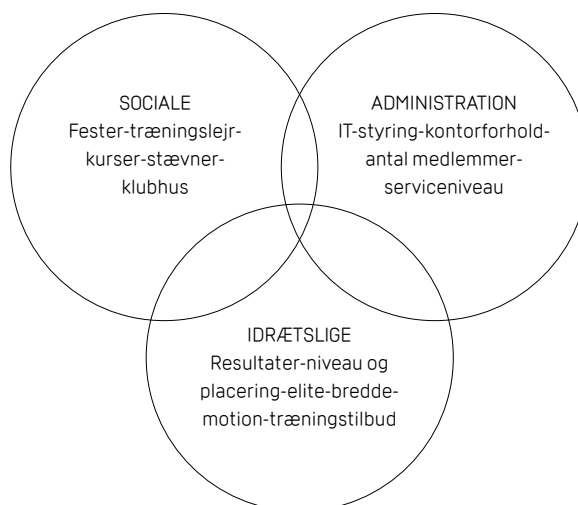 SOCIALE
Fester-træningslejr-
kurser-stævner-
klubhus
ADMINISTRATION
IT-styring-kontorforhold-
antal medlemmer-
serviceniveau
IDRÆTSLIGE
Resultater-niveau og
placering-elite-bredde-
motion-træningstilbud